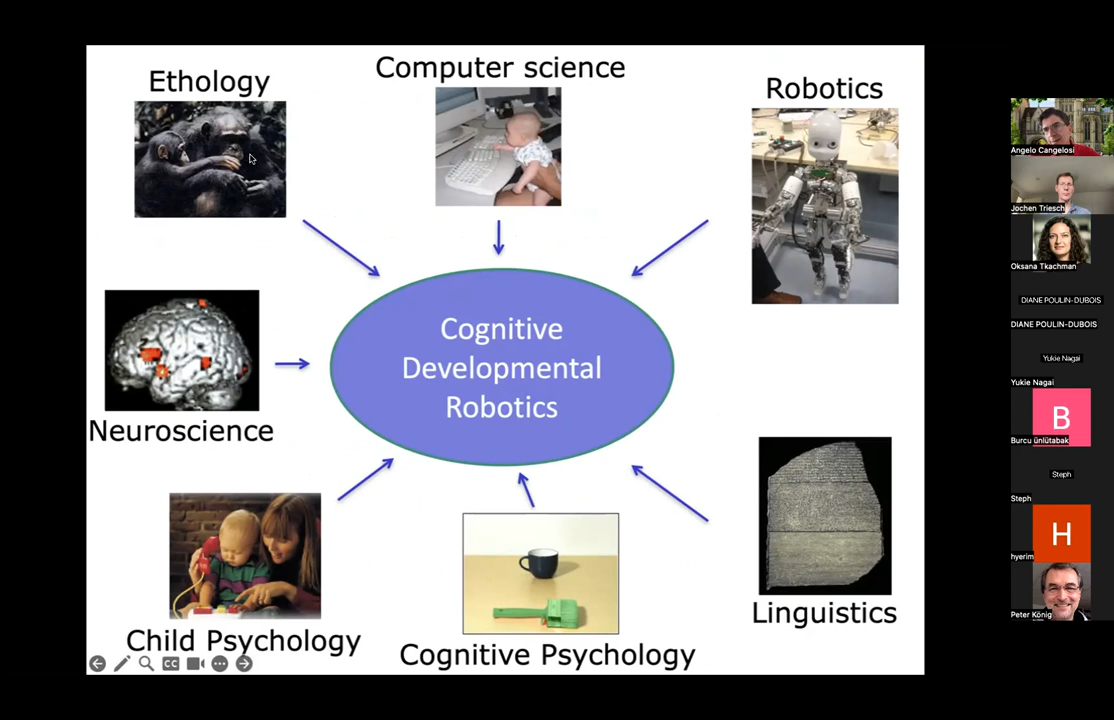 Ethology
Computer science
Robotics
Cognitive
Developmental
Robotics
Neuroscience
Child Psychology
Cognitive Psychology
Linguistics
CC
Angelo Cangelosi
Jochen Triesch
Oksana Tkachman
DIANE POULIN-DUBOIS
DIANE POULIN-DUBOIS
Yukie Nagai
Yukie Nagai
B
Burcu ünlütabak
Steph
Steph
H
hyerim
Peter König